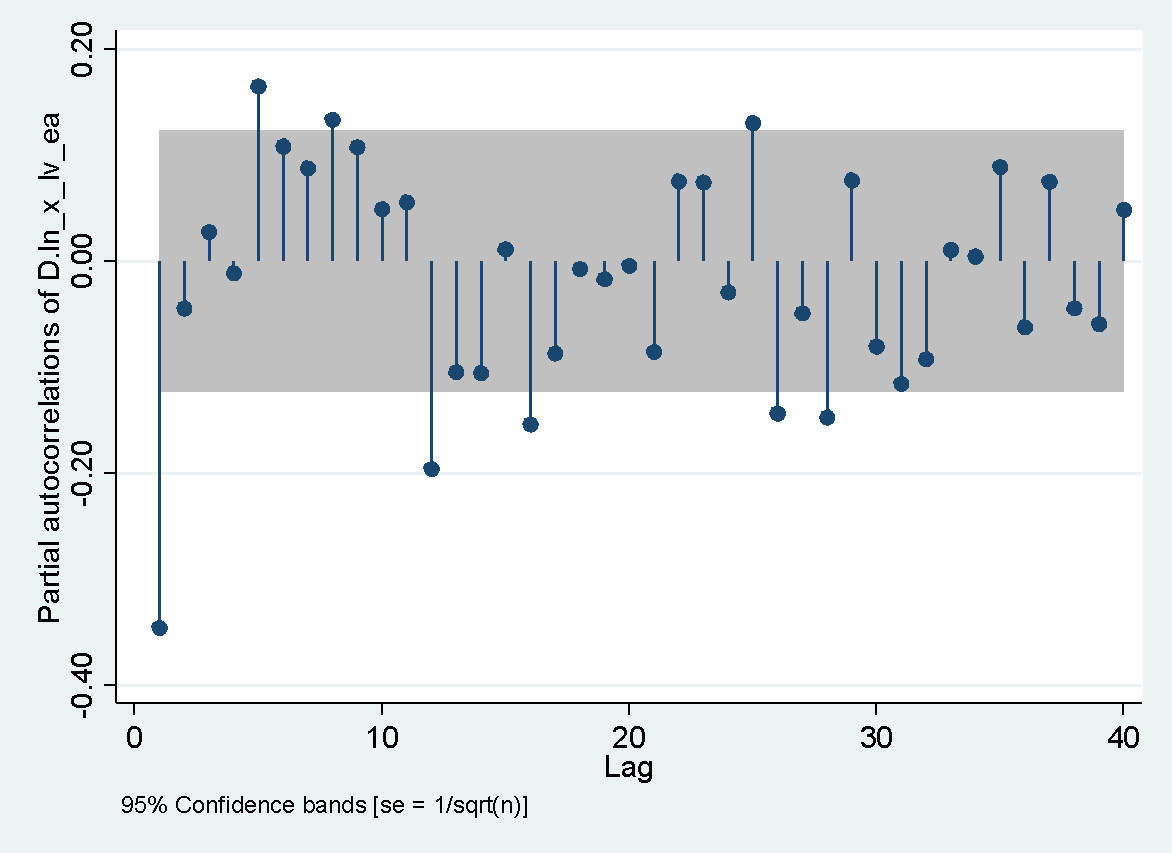 Partial autocorrelations of D.ln_x_lv_ea
0.20
0.00
-0.20
-0.40
0 10 20 30 40
Lag
95% Confidence bands [se = 1/sqrt(n)]